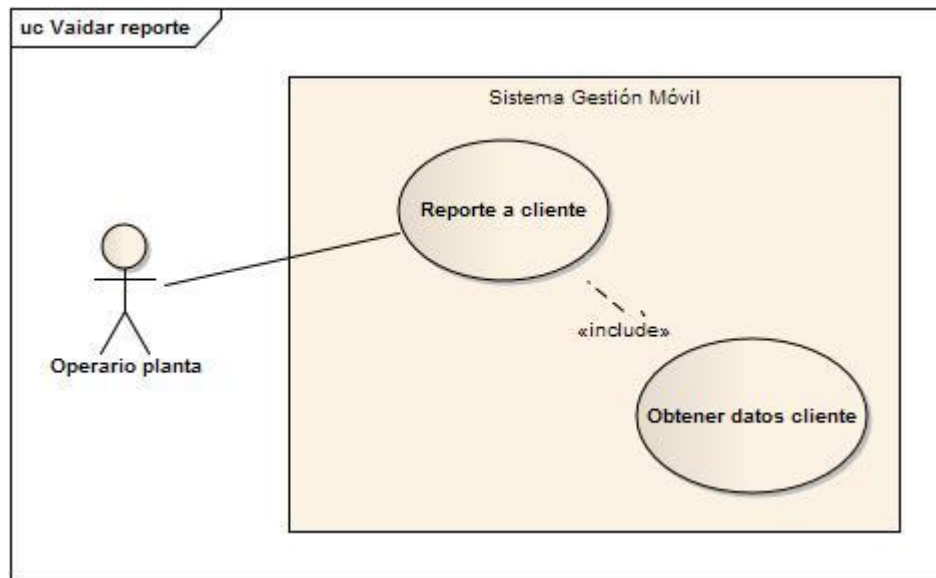 uc Vaidar reporte
Sistema Gestión Móvil
Reporte a cliente
«include»
Operario planta
Obtener datos cliente